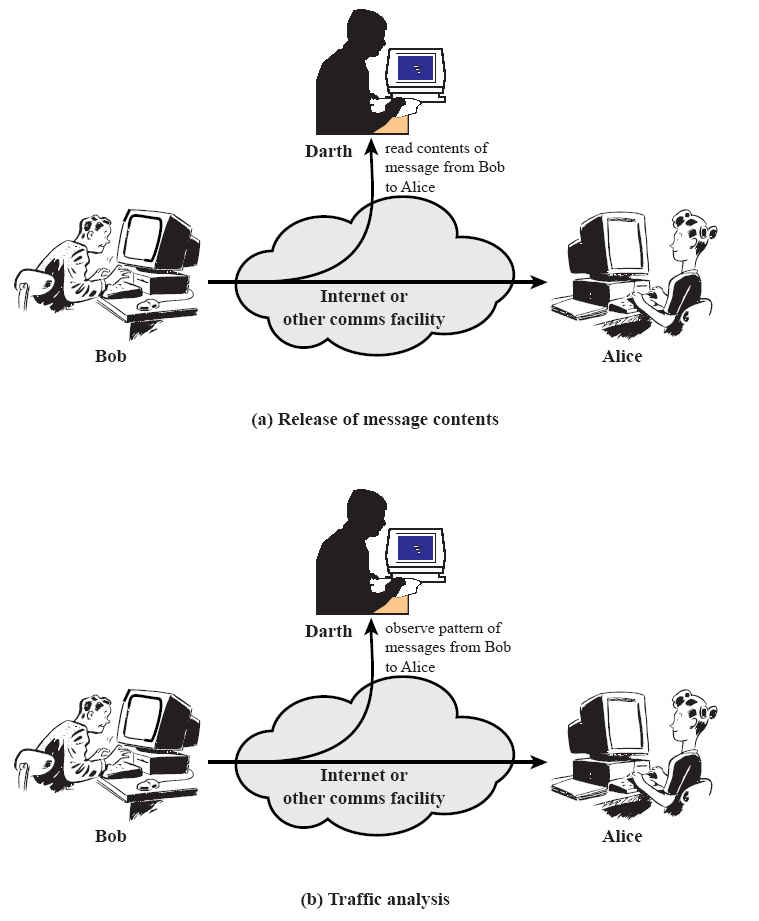 Darth
read contents of
message from Bob
to Alice
Internet or
other comms facility
Bob
Alice
(a) Release of message contents
Darth
observe pattern of
messages from Bob
to Alice
Internet or
other comms facility
Bob
Alice
(b) Traffic analysis